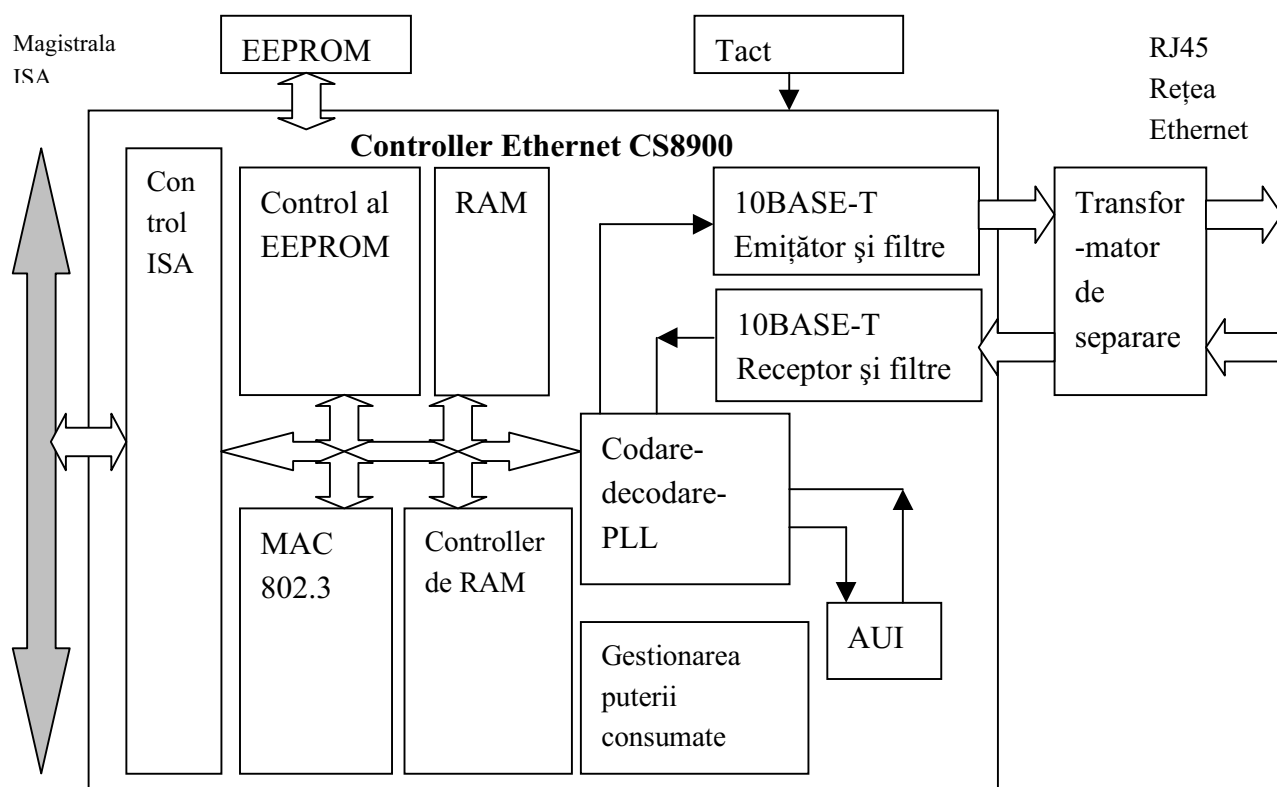 Magistrala
ISA
EEPROM
Tact
RJ45
Rețea
Ethernet
Controller Ethernet CS8900
Con
trol
ISA
Control al
EEPROM
RAM
10BASE-T
Emițător şi filtre
Transfor
-mator
de
separare
10BASE-T
Receptor şi filtre
Codare-
decodare-
PLL
MAC
802.3
Controller
de RAM
AUI
Gestionarea
puterii
consumate